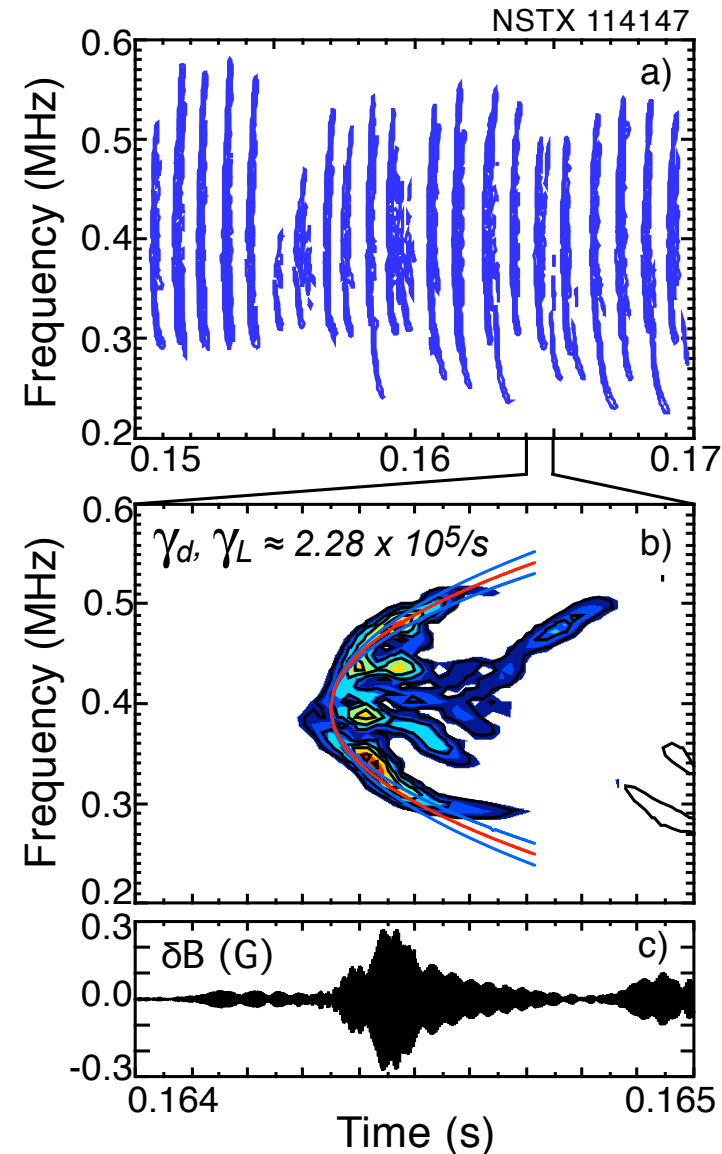 NSTX 114147
a)
Frequency (MHz)
0.6
0.5
0.4
0.3
0.2
0.15 0.16 0.17
b)
γd, γL ≈ 2.28 x 10⁵/s
Frequency (MHz)
0.6
0.5
0.4
0.3
0.2
c)
δB (G)
0.3
0.0
-0.3
0.164 0.165
Time (s)